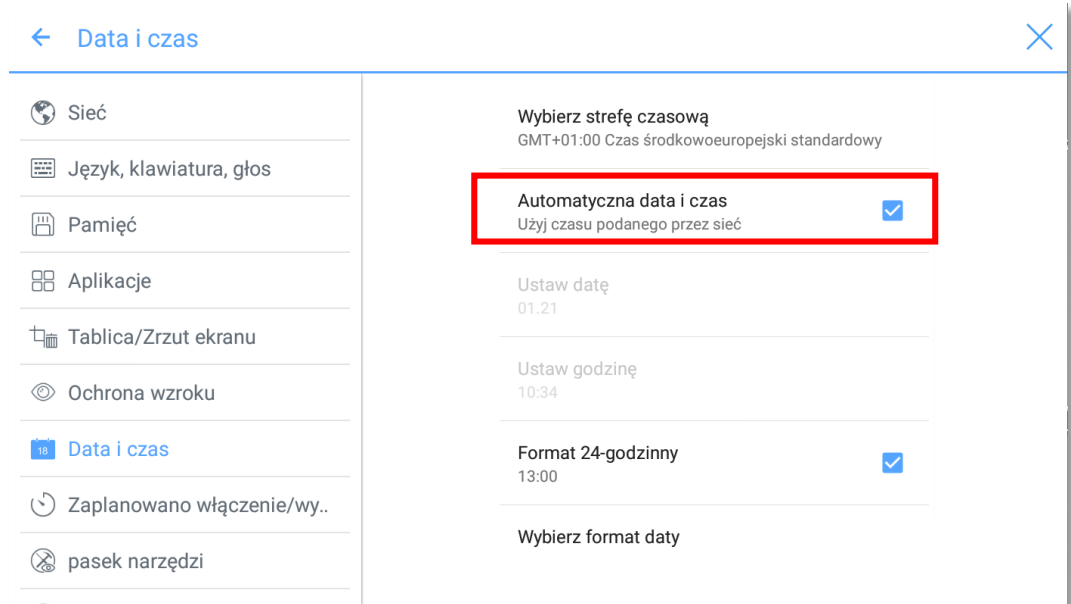 Data i czas
Sieć
Język, klawiatura, głos
Pamięć
Aplikacje
Tablica/Zrzut ekranu
Ochrona wzroku
18
Data i czas
Zaplanowano włączenie/wy..
pasek narzędzi
Wybierz strefę czasową
GMT+01:00 Czas środkowoeuropejski standardowy
Automatyczna data i czas
Użyj czasu podanego przez sieć
Ustaw datę
01.21
Ustaw godzinę
10:34
Format 24-godzinny
13:00
Wybierz format daty